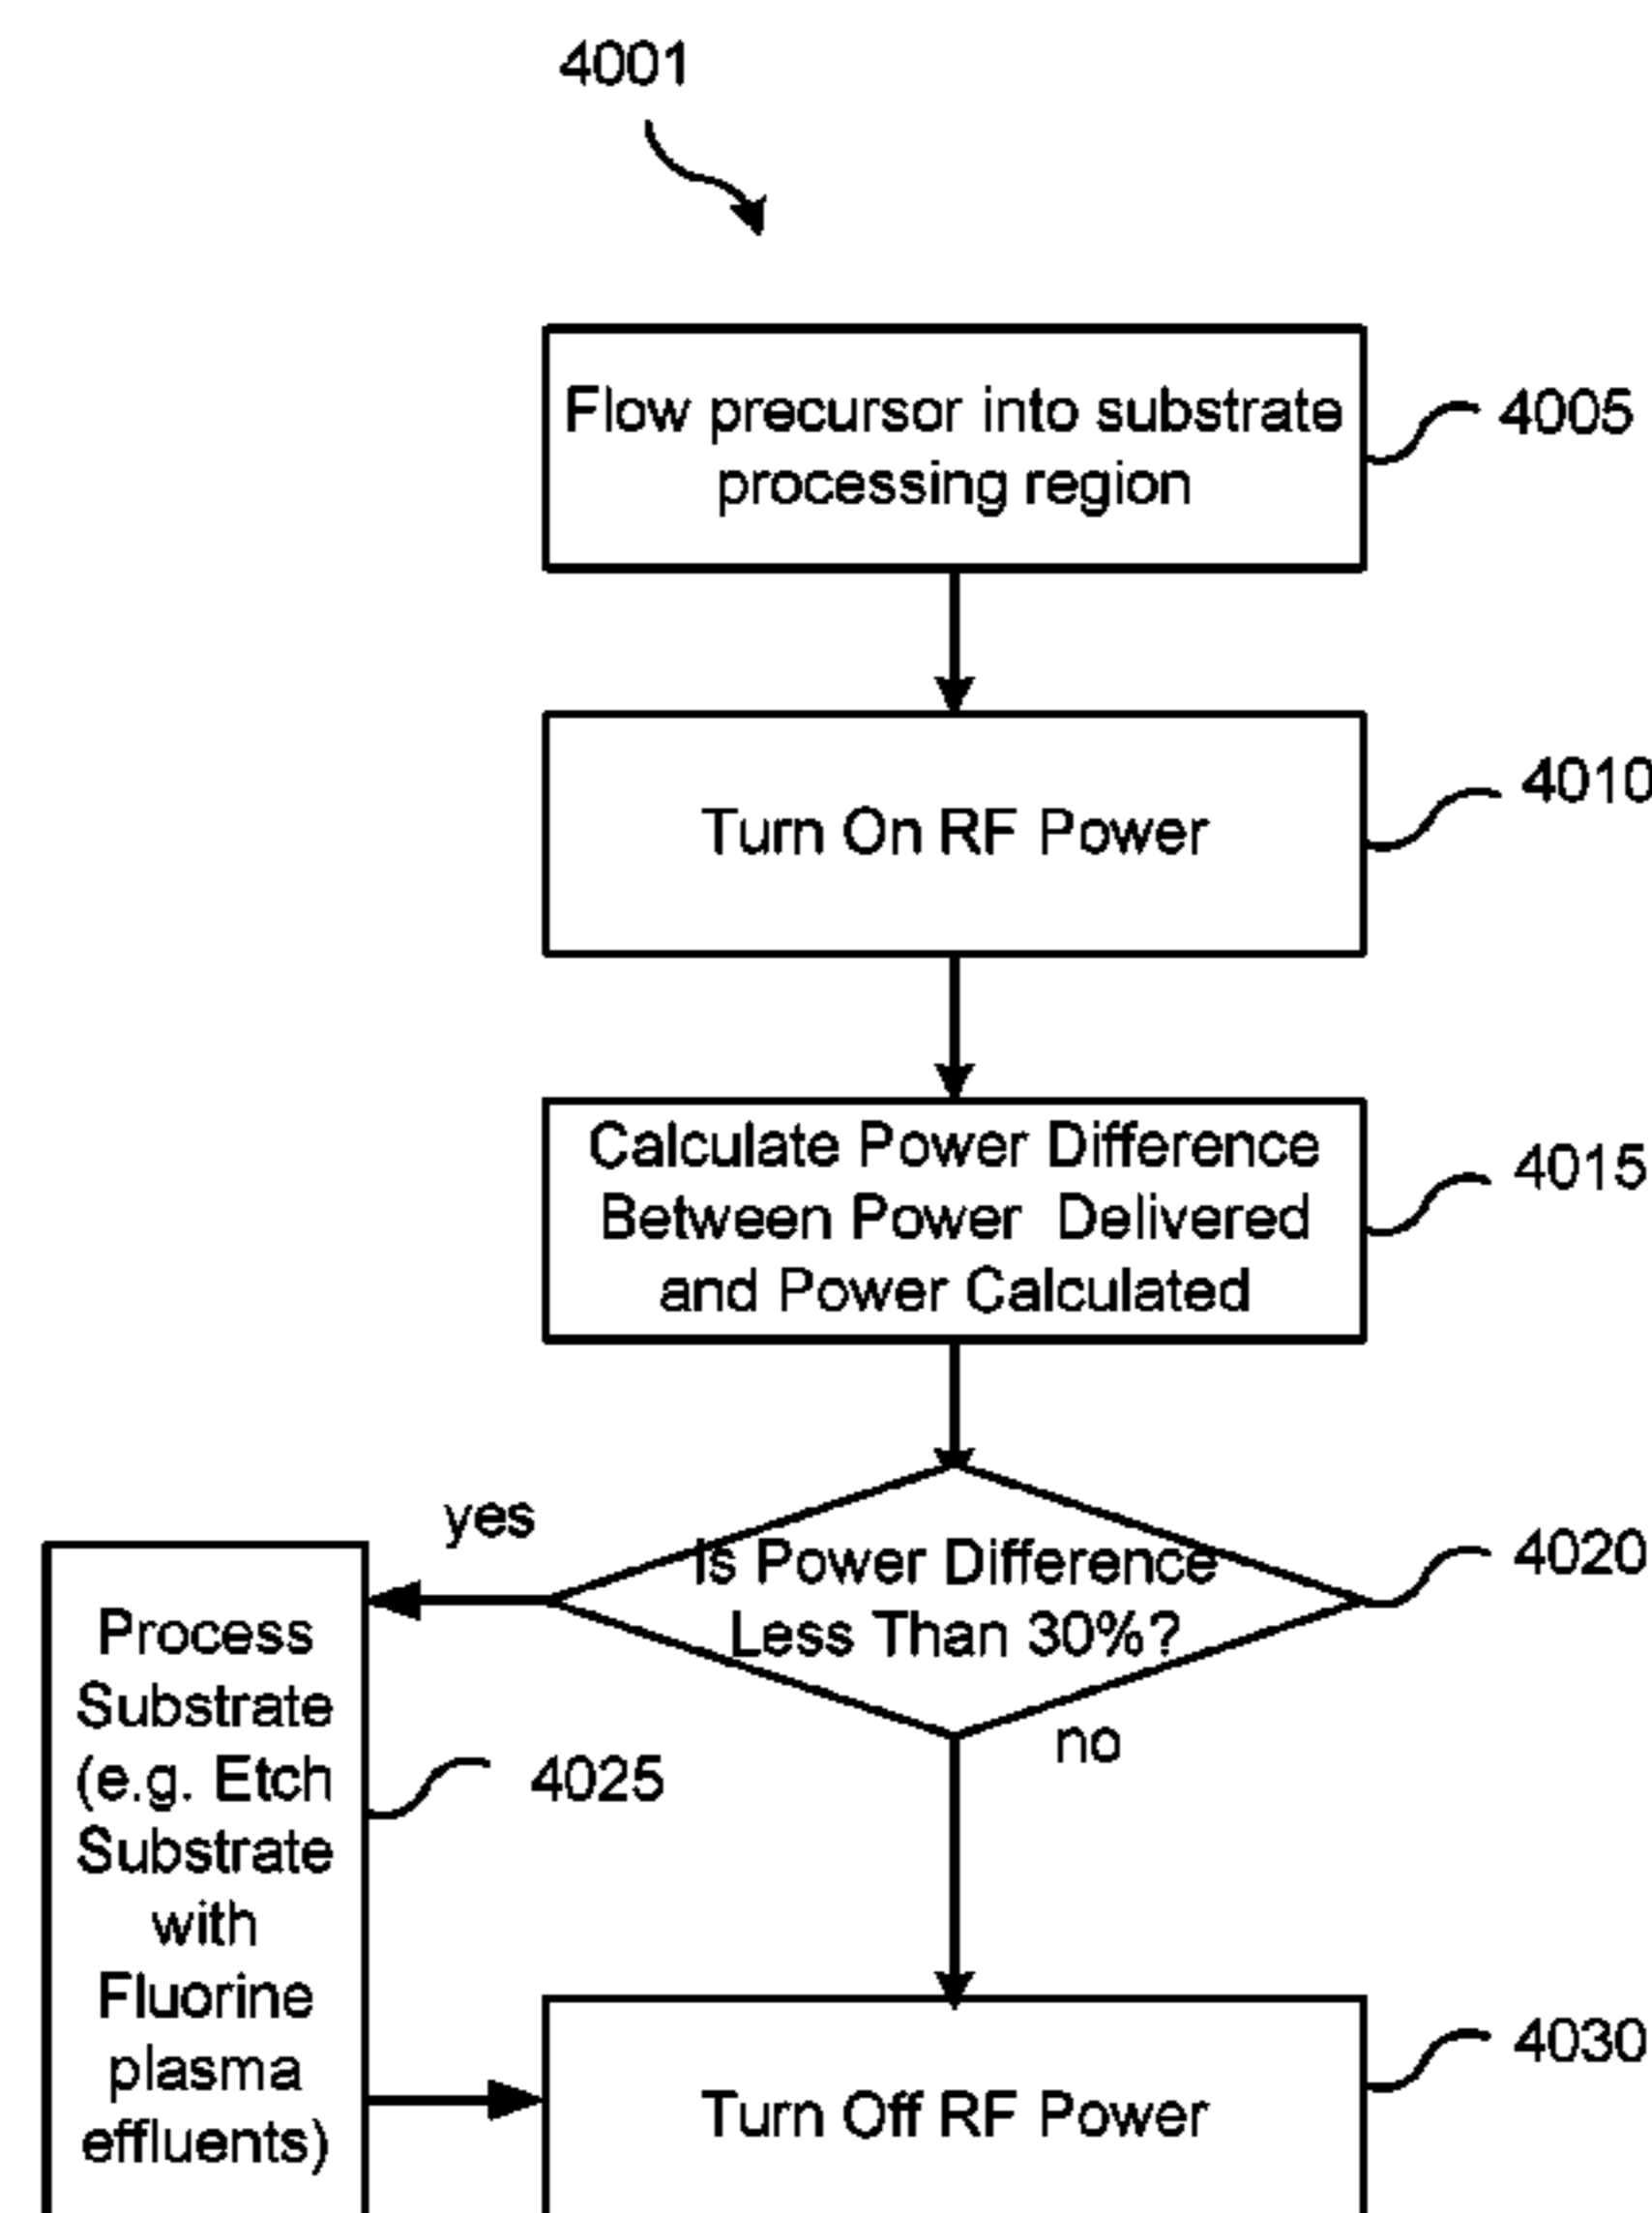 4001
Flow precursor into substrate
processing region
4005
Turn On RF Power
4010
Calculate Power Difference
Between Power Delivered
and Power Calculated
4015
yes
Is Power Difference
Less Than 30%?
4020
no
Process
Substrate
(e.g. Etch
Substrate
with
Fluorine
plasma
effluents)
4025
Turn Off RF Power
4030